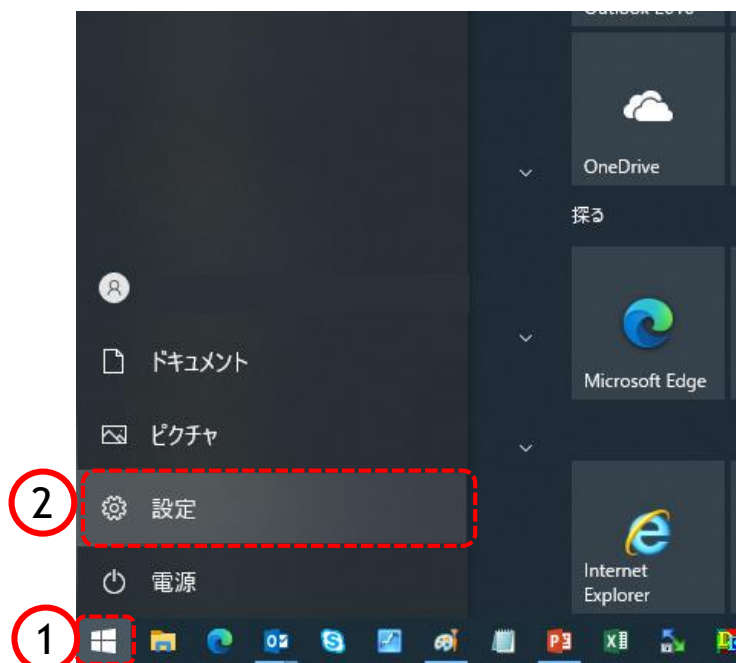 OneDrive
探る
ドキュメント
Microsoft Edge
ピクチャ
2
設定
Internet
Explorer
電源
1